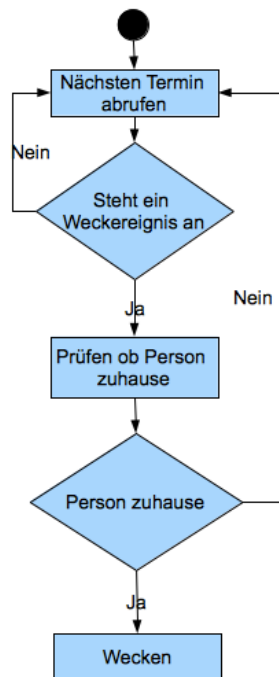 Nächsten Termin
abrufen
Nein
Steht ein
Weckereignis an
Ja
Nein
Prüfen ob Person
zuhause
Person zuhause
Ja
Wecken